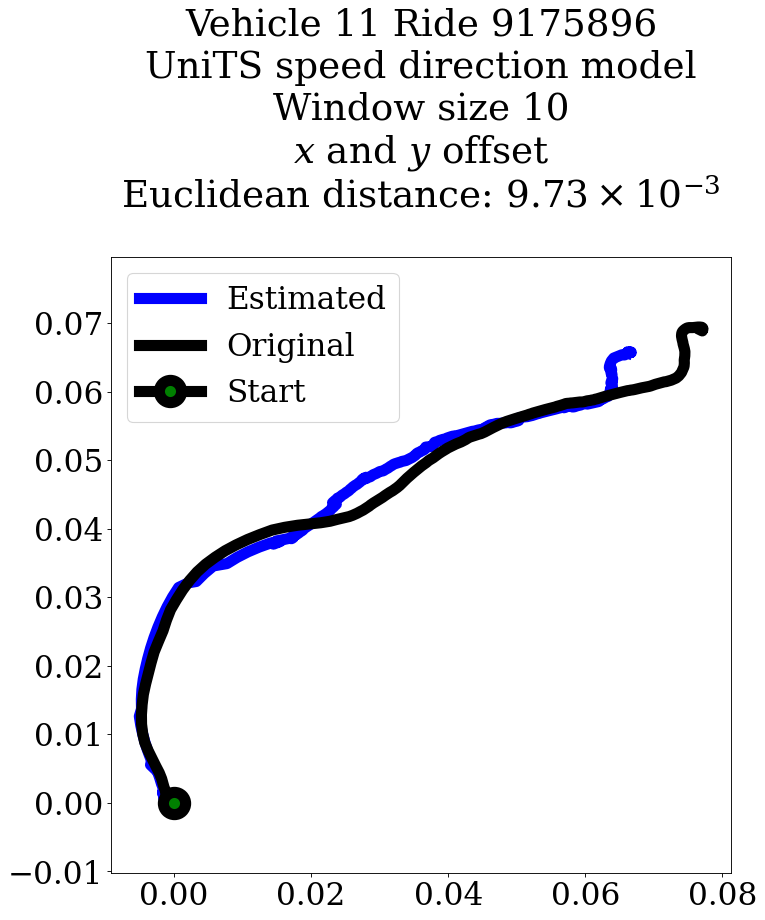 Vehicle 11 Ride 9175896
UniTS speed direction model
Window size 10
x and y offset
Euclidean distance: 9.73 × 10⁻³
Estimated
Original
Start
0.07
0.06
0.05
0.04
0.03
0.02
0.01
0.00
−0.01
0.00 0.02 0.04 0.06 0.08